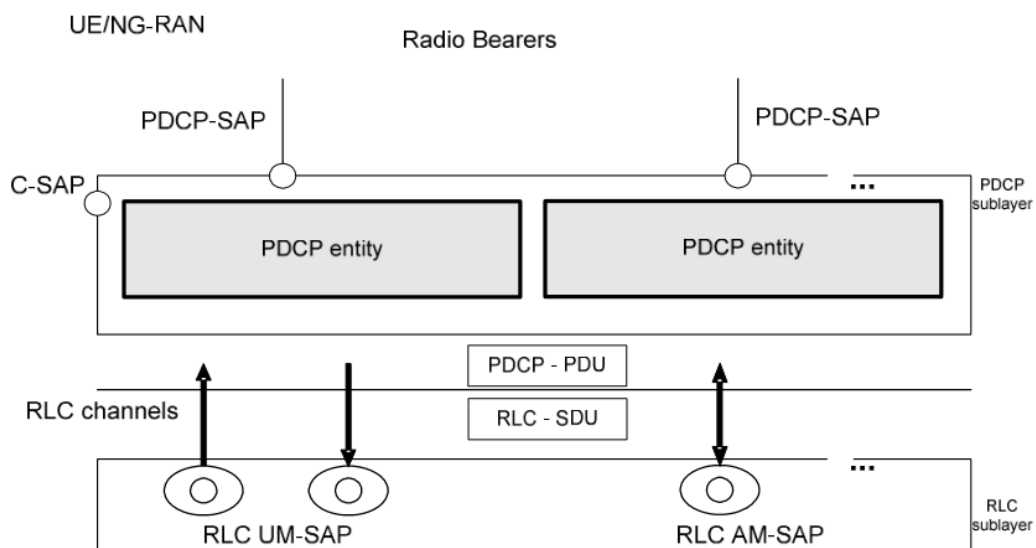 UE/NG-RAN
Radio Bearers
PDCP-SAP
PDCP-SAP
C-SAP
...
PDCP
sublayer
PDCP entity
PDCP entity
PDCP - PDU
RLC channels
RLC - SDU
...
RLC UM-SAP
RLC AM-SAP
RLC
sublayer